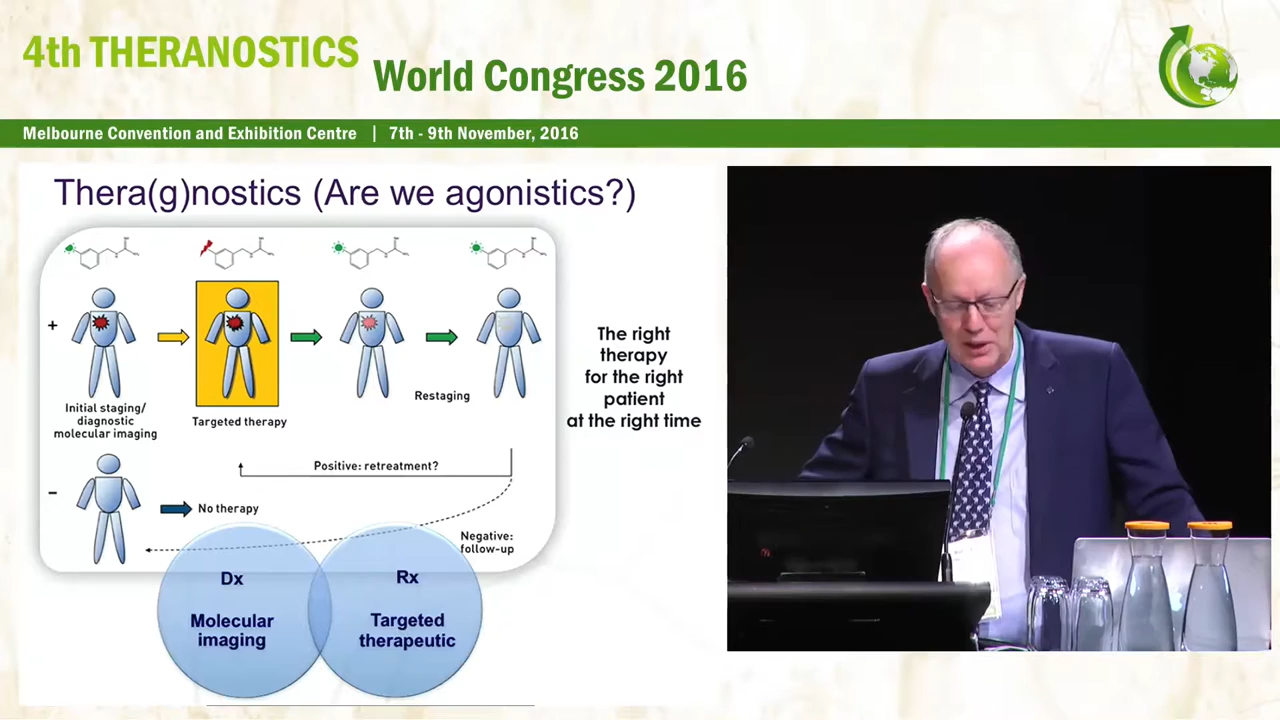 4th THERANOSTICS
World Congress 2016
Melbourne Convention and Exhibition Centre | 7th - 9th November, 2016
Thera(g)nostics (Are we agonistics?)
+
Initial staging/
diagnostic
molecular imaging
Targeted therapy
Restaging
The right
therapy
for the right
patient
at the right time
Positive: retreatment?
–
No therapy
Negative:
follow-up
Dx
Molecular
imaging
Rx
Targeted
therapeutic